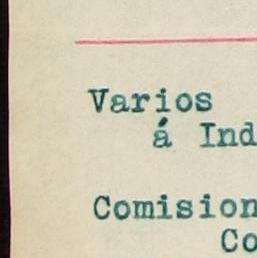 Varios
á Ind
Comision
Co